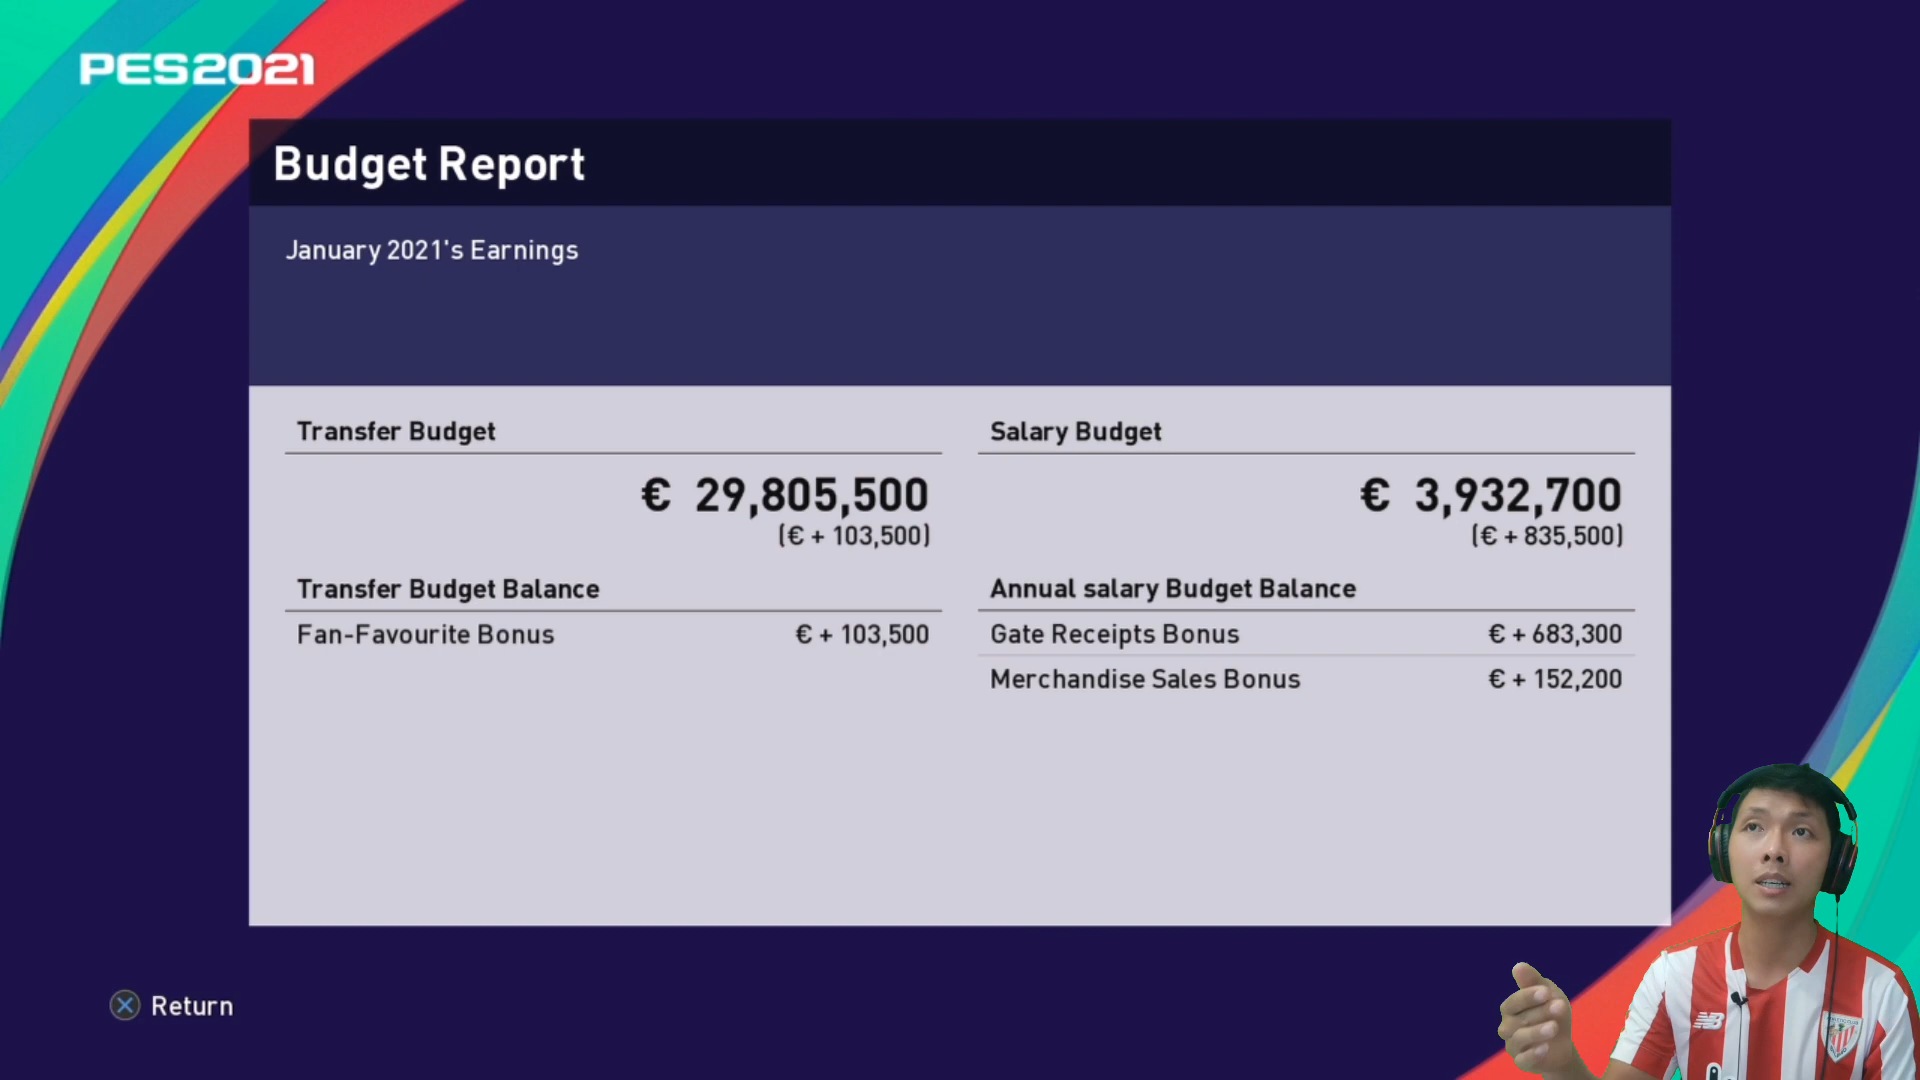 PES2021
Budget Report
January 2021's Earnings
Transfer Budget
€ 29,805,500
(€ + 103,500)
Transfer Budget Balance
Fan-Favourite Bonus € + 103,500
Salary Budget
€ 3,932,700
(€ + 835,500)
Annual salary Budget Balance
Gate Receipts Bonus € + 683,300
Merchandise Sales Bonus € + 152,200
Return
NB